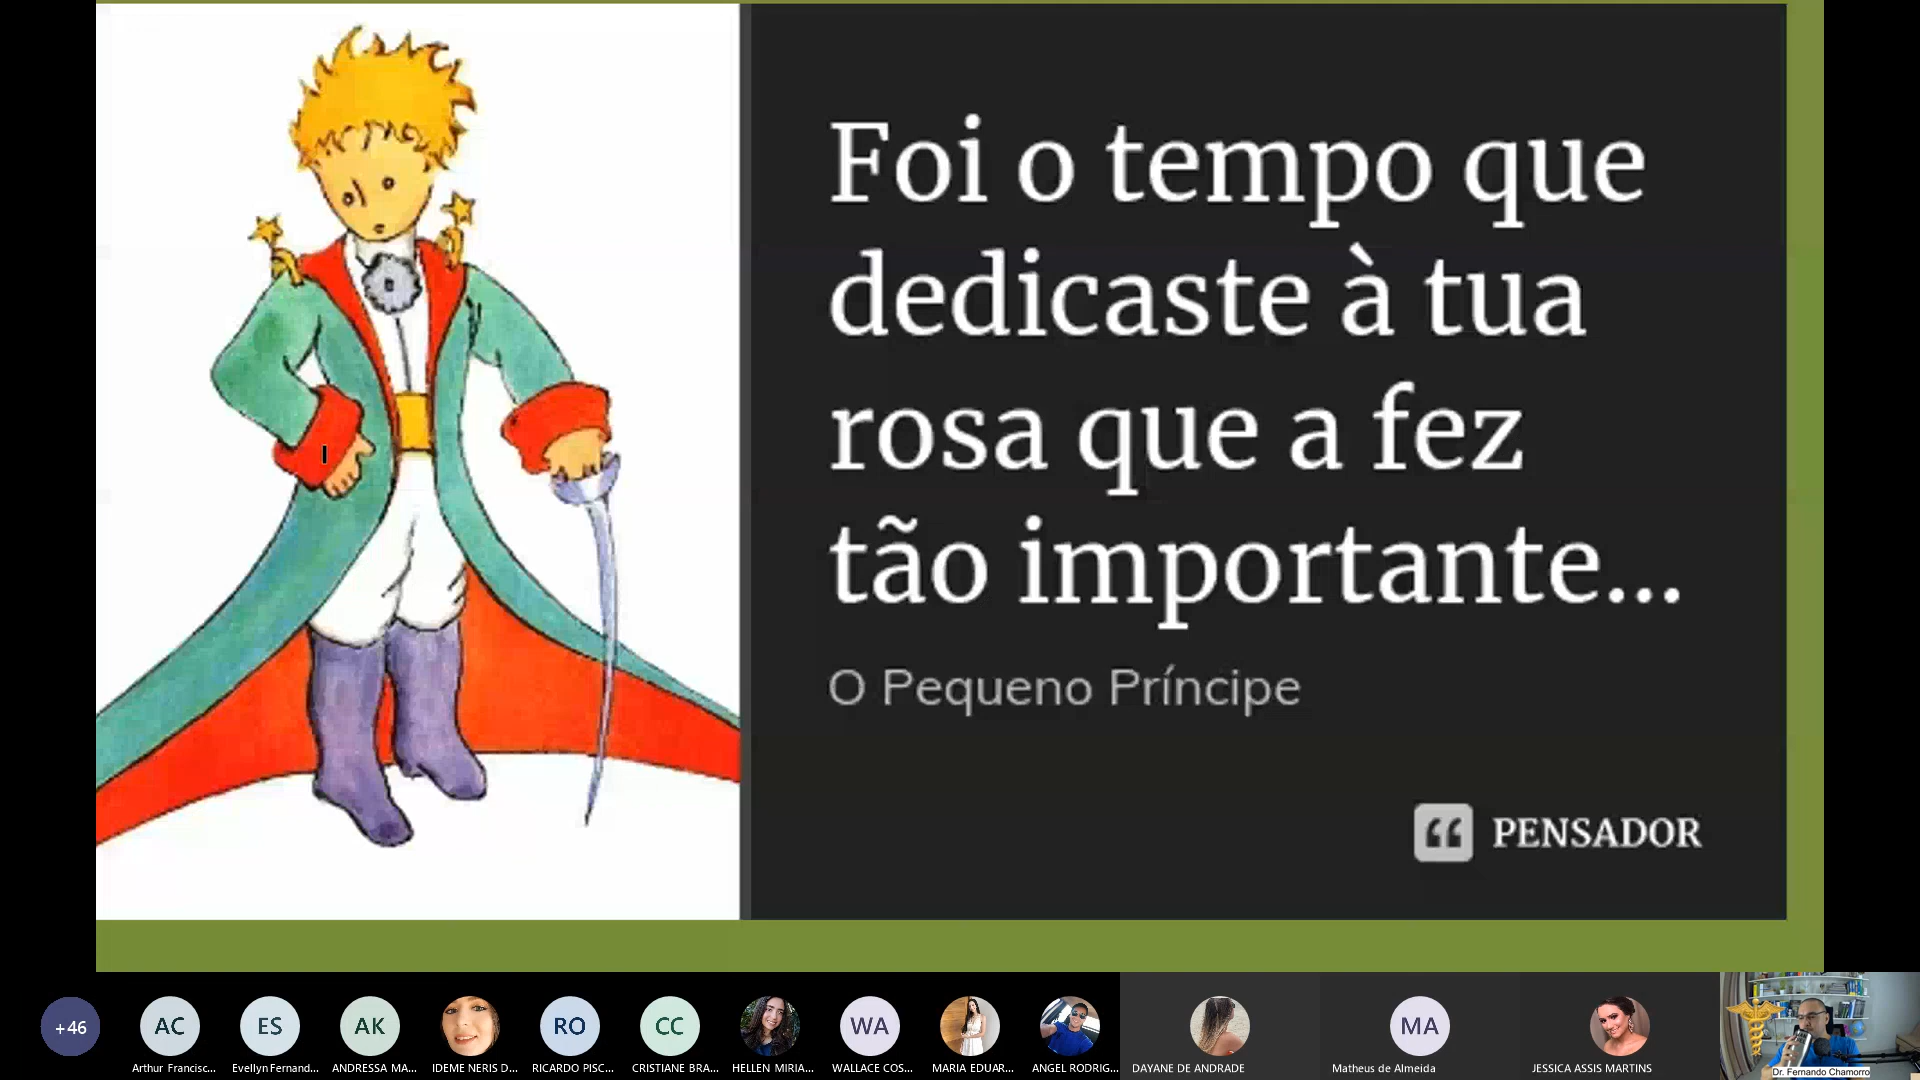 Foi o tempo que
dedicaste à tua
rosa que a fez
tão importante...
O Pequeno Príncipe
PENSADOR
+46
AC
ES
AK
RO
CC
WA
MA
Arthur Francisc...
Evellyn Fernand...
ANDRESSA MA...
IDEME NERIS D...
RICARDO PISC...
CRISTIANE BRA...
HELLEN MIRIA...
WALLACE COS...
MARIA EDUAR...
ANGEL RODRIG...
DAYANE DE ANDRADE
Matheus de Almeida
JESSICA ASSIS MARTINS
Dr. Fernando Chamorro